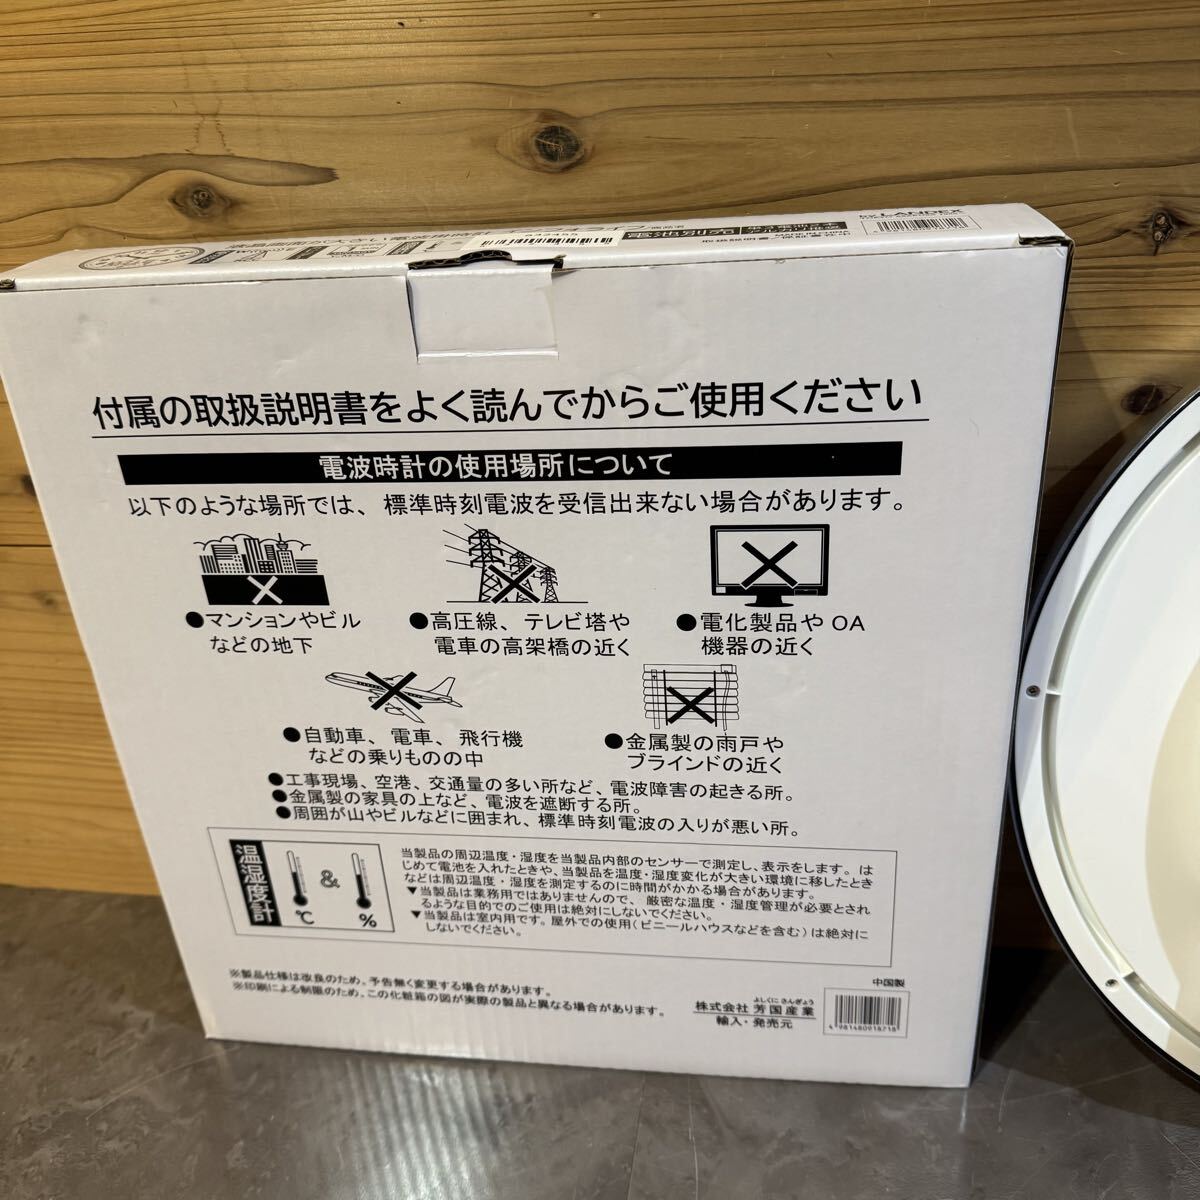 by LANDEX
電池別売
642455
付属の取扱説明書をよく読んでからご使用ください
電波時計の使用場所について
以下のような場所では、標準時刻電波を受信出来ない場合があります。
●マンションやビル
などの地下
●高圧線、テレビ塔や
電車の高架橋の近く
●電化製品や OA
機器の近く
●自動車、電車、飛行機
などの乗りものの中
●金属製の雨戸や
ブラインドの近く
●工事現場、空港、交通量の多い所など、電波障害の起きる所。
●金属製の家具の上など、電波を遮断する所。
●周囲が山やビルなどに囲まれ、標準時刻電波の入りが悪い所。
温湿度計
℃ & %
当製品の周辺温度・湿度を当製品内部のセンサーで測定し、表示をします。は
じめて電池を入れたときや、当製品を温度・湿度変化が大きい環境に移したとき
などは周辺温度・湿度を測定するのに時間がかかる場合があります。
▼当製品は業務用ではありませんので、厳密な温度・湿度管理が必要とされ
るような目的でのご使用は絶対にしないでください。
▼当製品は室内用です。屋外での使用(ビニールハウスなどを含む)は絶対に
しないでください。
※製品仕様は改良のため、予告無く変更する場合があります。
※印刷による制限のため、この化粧箱の図が実際の製品と異なる場合があります。
中国製
よしくに さんぎょう
株式会社 芳国産業
輸入・発売元
4981480918718